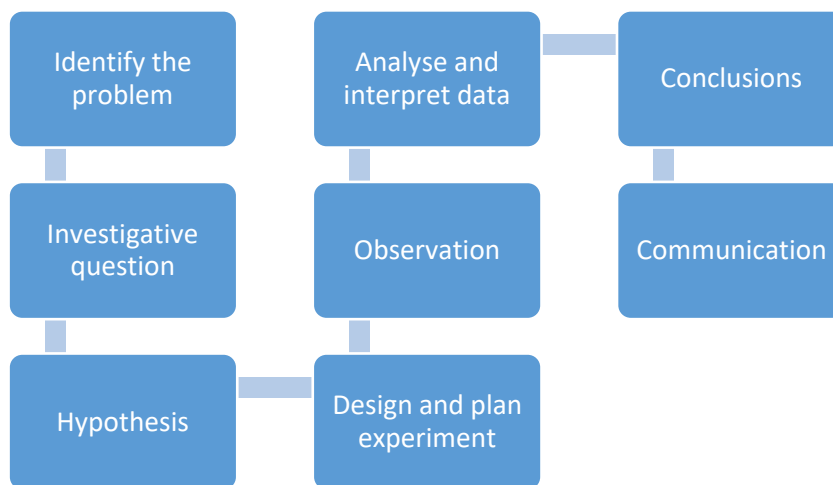 Identify the
problem
Investigative
question
Hypothesis
Design and plan
experiment
Observation
Analyse and
interpret data
Conclusions
Communication